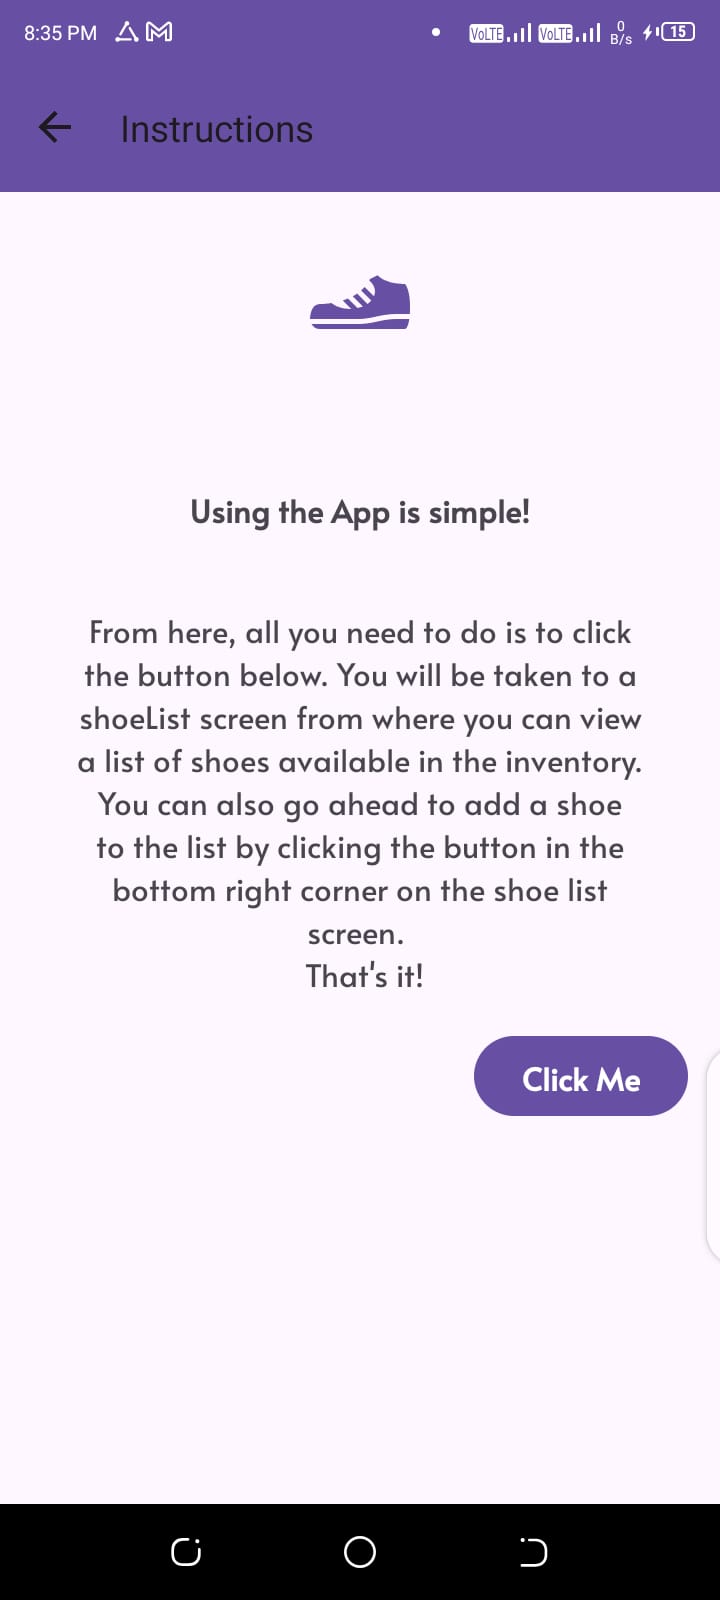 8:35 PM VoLTE VoLTE 0 B/s 15
Instructions
Using the App is simple!
From here, all you need to do is to click
the button below. You will be taken to a
shoeList screen from where you can view
a list of shoes available in the inventory.
You can also go ahead to add a shoe
to the list by clicking the button in the
bottom right corner on the shoe list
screen.
That's it!
Click Me